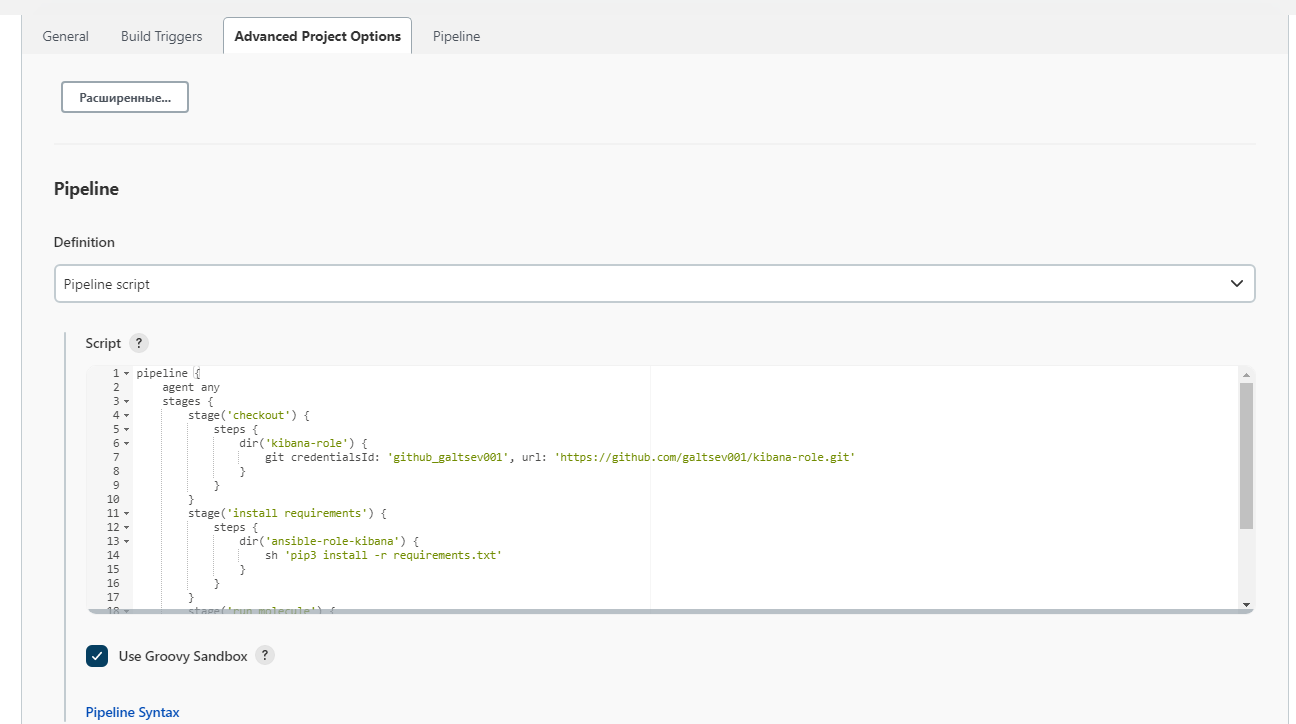 General Build Triggers Advanced Project Options Pipeline
Расширенные...
Pipeline
Definition
Pipeline script
Script ?
1 pipeline {
2 agent any
3 stages {
4 stage('checkout') {
5 steps {
6 dir('kibana-role') {
7 git credentialsId: 'github_galtsev001', url: 'https://github.com/galtsev001/kibana-role.git'
8 }
9 }
10 }
11 stage('install requirements') {
12 steps {
13 dir('ansible-role-kibana') {
14 sh 'pip3 install -r requirements.txt'
15 }
16 }
17 }
18 stage('run molecule') {
Use Groovy Sandbox ?
Pipeline Syntax